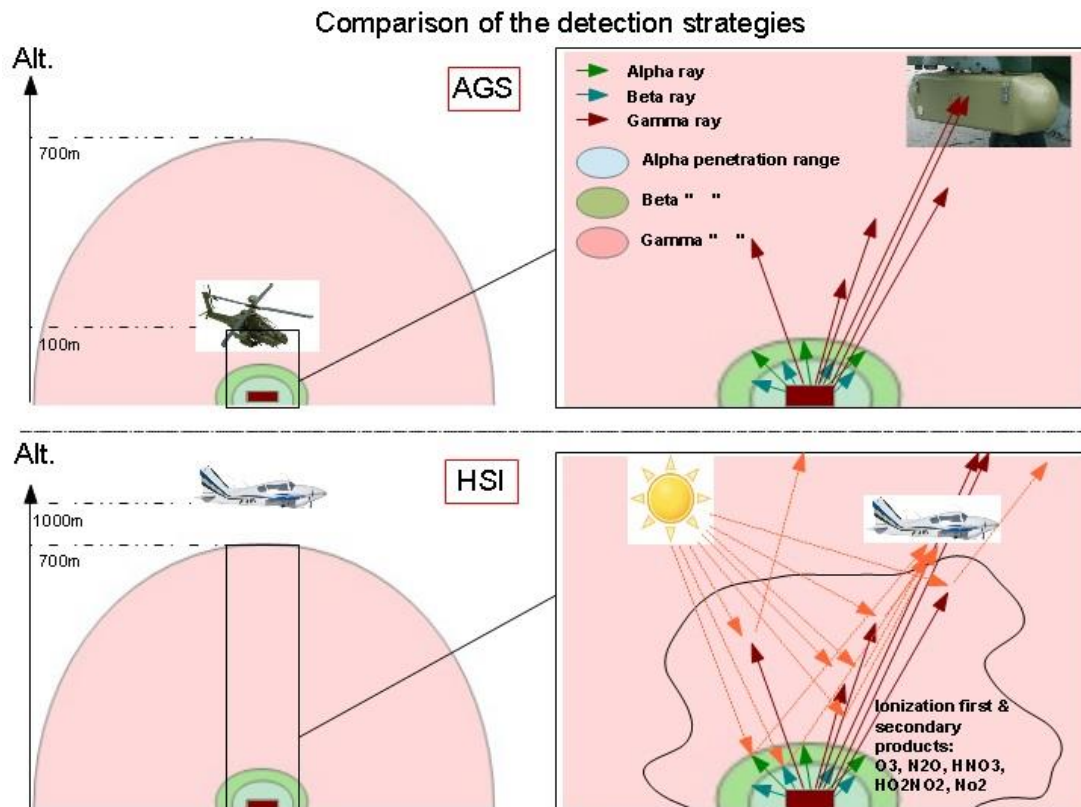 Comparison of the detection strategies
Alt.
AGS
700m
100m
Alpha ray
Beta ray
Gamma ray
Alpha penetration range
Beta " "
Gamma " "
Alt.
HSI
1000m
700m
Ionization first &
secondary
products:
O3, N2O, HNO3,
HO2NO2, No2